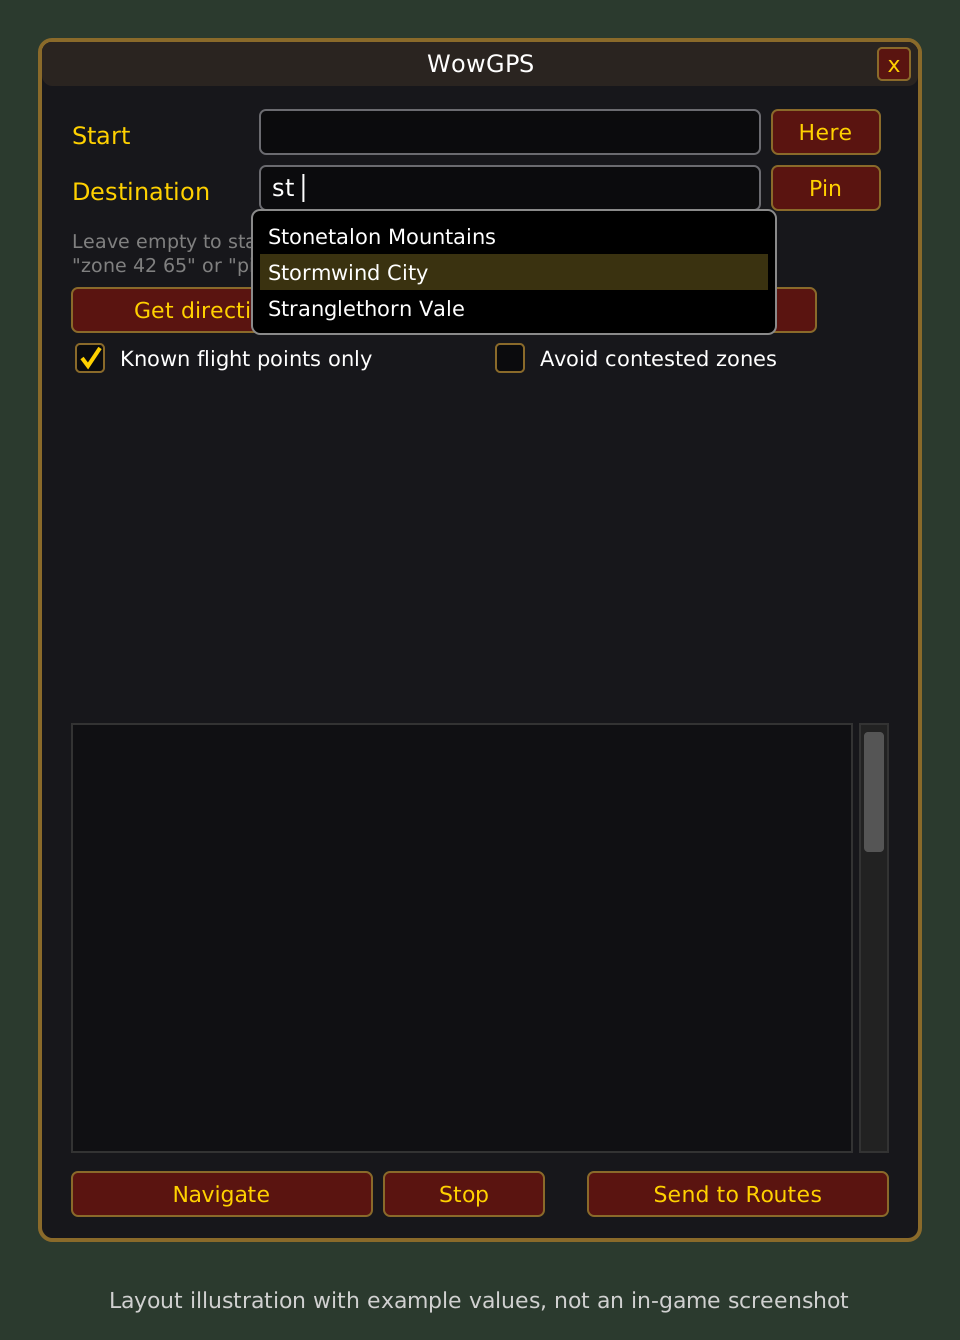 WowGPS
x
Start
Here
Destination
st
Pin
Stonetalon Mountains
Stormwind City
Stranglethorn Vale
Leave empty to
"zone 42 65" or
Get
Known flight points only
Avoid contested zones
Navigate
Stop
Send to Routes
Layout illustration with example values, not an in-game screenshot